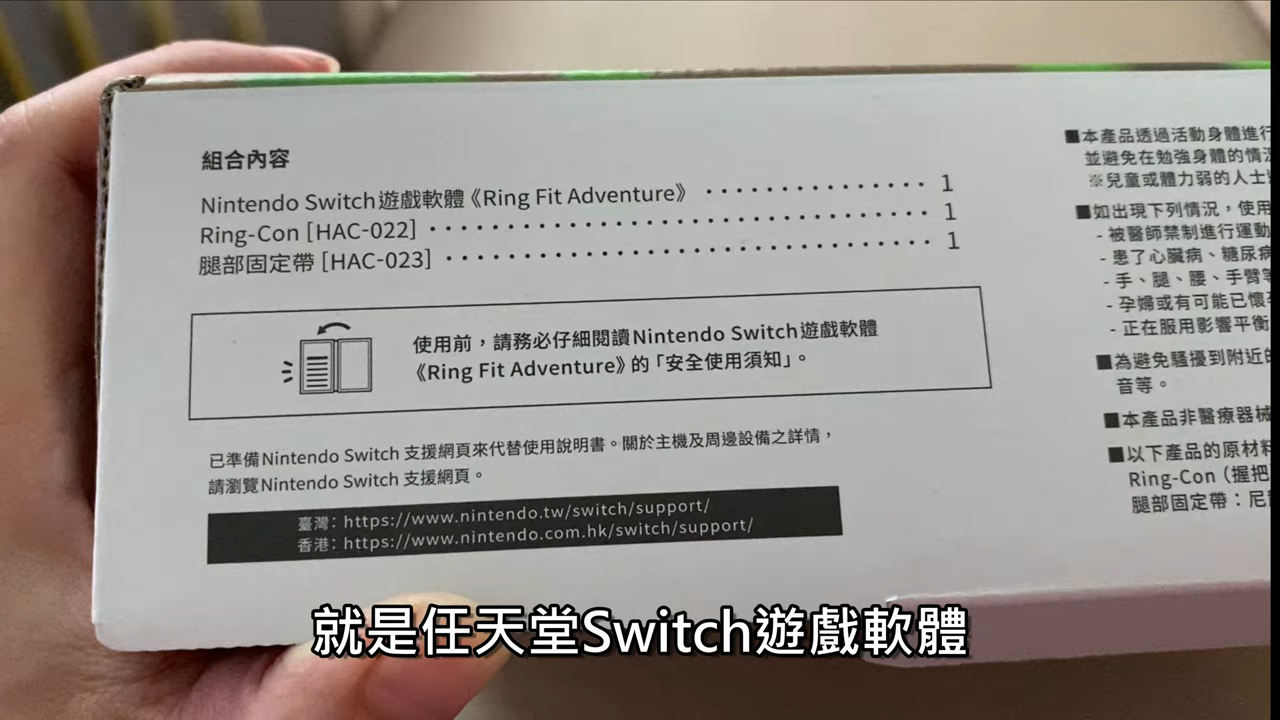 組合內容
Nintendo Switch遊戲軟體《Ring Fit Adventure》 ‧‧‧‧‧‧‧‧‧‧‧‧‧‧‧‧ 1
Ring-Con [HAC-022] ‧‧‧‧‧‧‧‧‧‧‧‧‧‧‧‧‧‧‧‧‧‧‧‧‧‧‧‧‧‧‧‧‧‧‧‧ 1
腿部固定帶 [HAC-023] ‧‧‧‧‧‧‧‧‧‧‧‧‧‧‧‧‧‧‧‧‧‧‧‧‧‧‧‧‧‧‧‧‧‧ 1
使用前，請務必仔細閱讀Nintendo Switch遊戲軟體
《Ring Fit Adventure》的「安全使用須知」。
已準備Nintendo Switch 支援網頁來代替使用說明書。關於主機及周邊設備之詳情，
請瀏覽Nintendo Switch 支援網頁。
臺灣：https://www.nintendo.tw/switch/support/
香港：https://www.nintendo.com.hk/switch/support/
■本產品透過活動身體進行
並避免在勉強身體的情況
※兒童或體力弱的人士
■如出現下列情況，使用
- 被醫師禁制進行運動
- 患了心臟病、糖尿病
- 手、腿、腰、手臂等
- 孕婦或有可能已懷孕
- 正在服用影響平衡
■為避免騷擾到附近的
音等。
■本產品非醫療器械
■以下產品的原材料
Ring-Con（握把
腿部固定帶：尼
就是任天堂Switch遊戲軟體